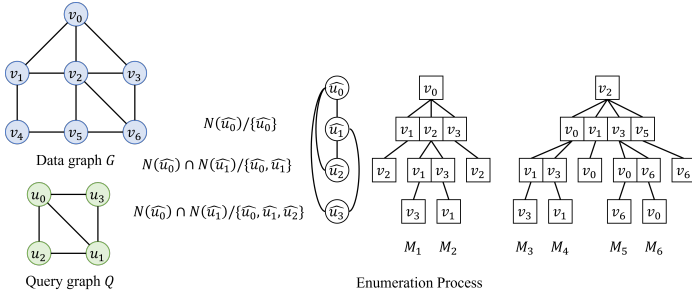 v₀
v₁ v₂ v₃
v₄ v₅ v₆
Data graph G
u₀ u₃
u₂ u₁
Query graph Q
N(û₀)/{û₀}
N(û₀) ∩ N(û₁)/{û₀, û₁}
N(û₀) ∩ N(û₁)/{û₀, û₁, û₂}
û₀
û₁
û₂
û₃
v₀
v₁ v₂ v₃
v₂ v₁ v₃ v₂
v₃ v₁
M₁ M₂
v₂
v₀ v₁ v₃ v₅
v₁ v₃ v₀ v₀ v₆ v₆
v₃ v₁ v₆ v₀
M₃ M₄ M₅ M₆
Enumeration Process